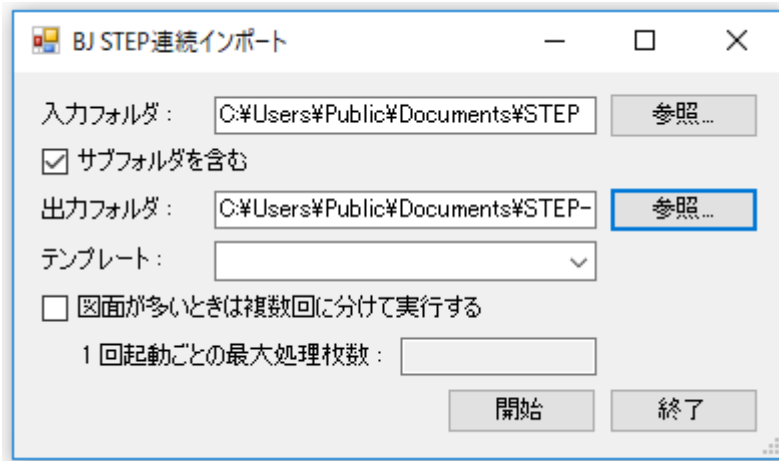 BJ STEP連続インポート
入力フォルダ： C:¥Users¥Public¥Documents¥STEP 参照...
サブフォルダを含む
出力フォルダ： C:¥Users¥Public¥Documents¥STEP- 参照...
テンプレート：
図面が多いときは複数回に分けて実行する
1 回起動ごとの最大処理枚数：
開始 終了